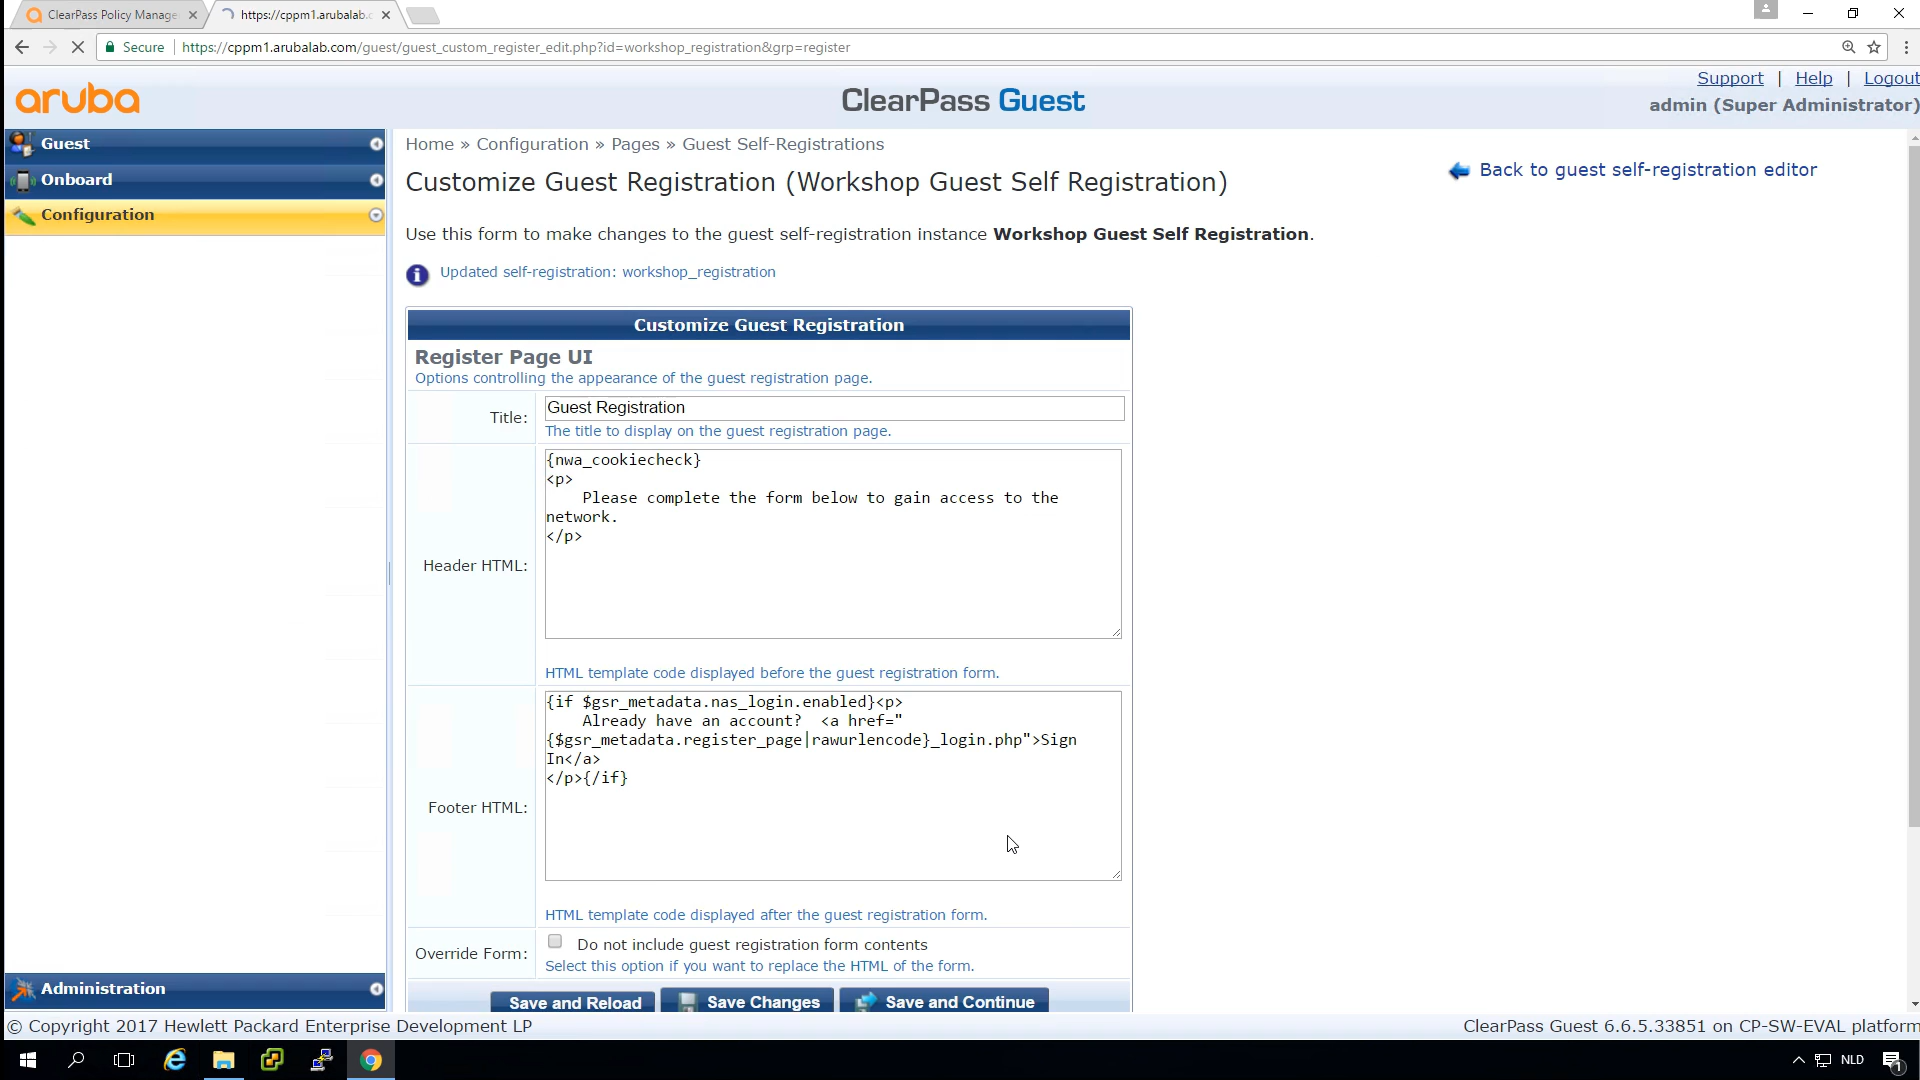 ClearPass Policy Manage
https://cppm1.arubalab.c
Secure
https://cppm1.arubalab.com/guest/guest_custom_register_edit.php?id=workshop_registration&grp=register
aruba
ClearPass Guest
Support | Help | Logout
admin (Super Administrator)
Guest
Onboard
Configuration
Administration
Home » Configuration » Pages » Guest Self-Registrations
Customize Guest Registration (Workshop Guest Self Registration)
Back to guest self-registration editor
Use this form to make changes to the guest self-registration instance Workshop Guest Self Registration.
Updated self-registration: workshop_registration
Customize Guest Registration
Register Page UI
Options controlling the appearance of the guest registration page.
Title:
Guest Registration
The title to display on the guest registration page.
Header HTML:
{nwa_cookiecheck}
<p>
Please complete the form below to gain access to the
network.
</p>
HTML template code displayed before the guest registration form.
Footer HTML:
{if $gsr_metadata.nas_login.enabled}<p>
Already have an account?  <a href="
{$gsr_metadata.register_page|rawurlencode}_login.php">Sign
In</a>
</p>{/if}
HTML template code displayed after the guest registration form.
Override Form:
Do not include guest registration form contents
Select this option if you want to replace the HTML of the form.
Save and Reload
Save Changes
Save and Continue
© Copyright 2017 Hewlett Packard Enterprise Development LP
ClearPass Guest 6.6.5.33851 on CP-SW-EVAL platform
NLD
1